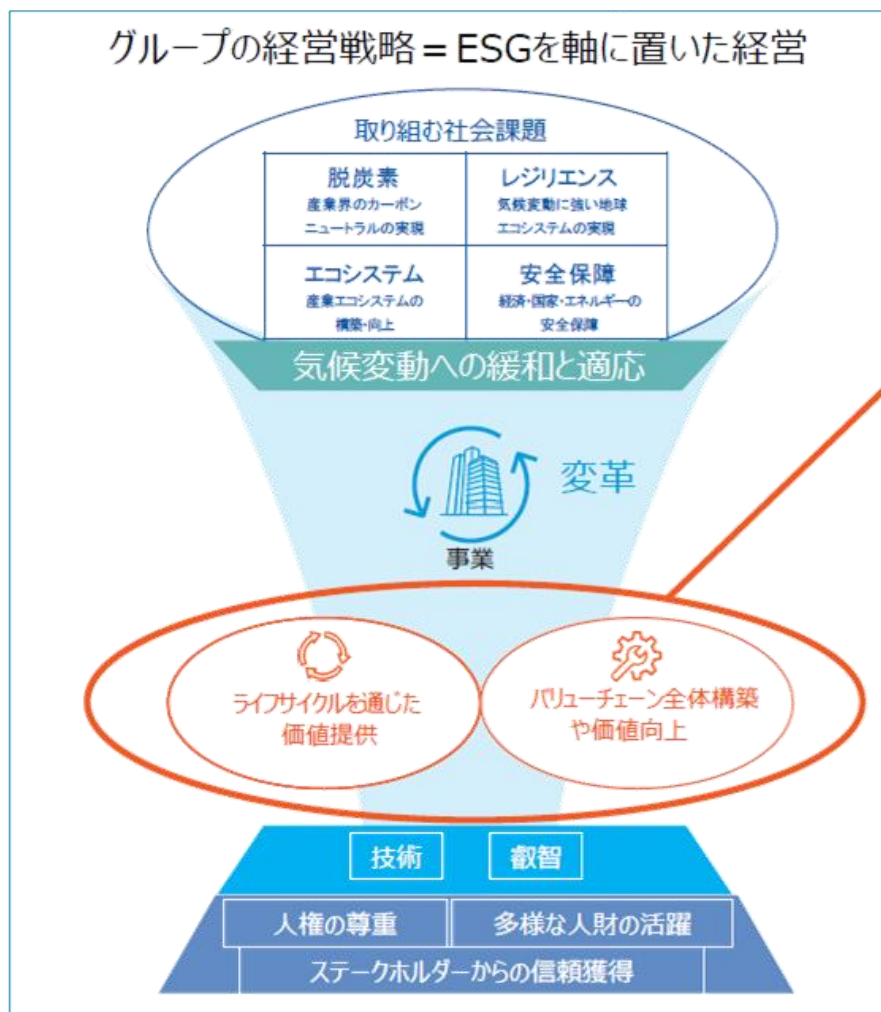 グループの経営戦略=ESGを軸に置いた経営
取り組む社会課題
脱炭素
産業界のカーボン
ニュートラルの実現
レジリエンス
気候変動に強い地球
エコシステムの実現
エコシステム
産業エコシステムの
構築・向上
安全保障
経済・国家・エネルギーの
安全保障
気候変動への緩和と適応
変革
事業
ライフサイクルを通じた
価値提供
バリューチェーン全体構築
や価値向上
技術
叡智
人権の尊重
多様な人財の活躍
ステークホルダーからの信頼獲得